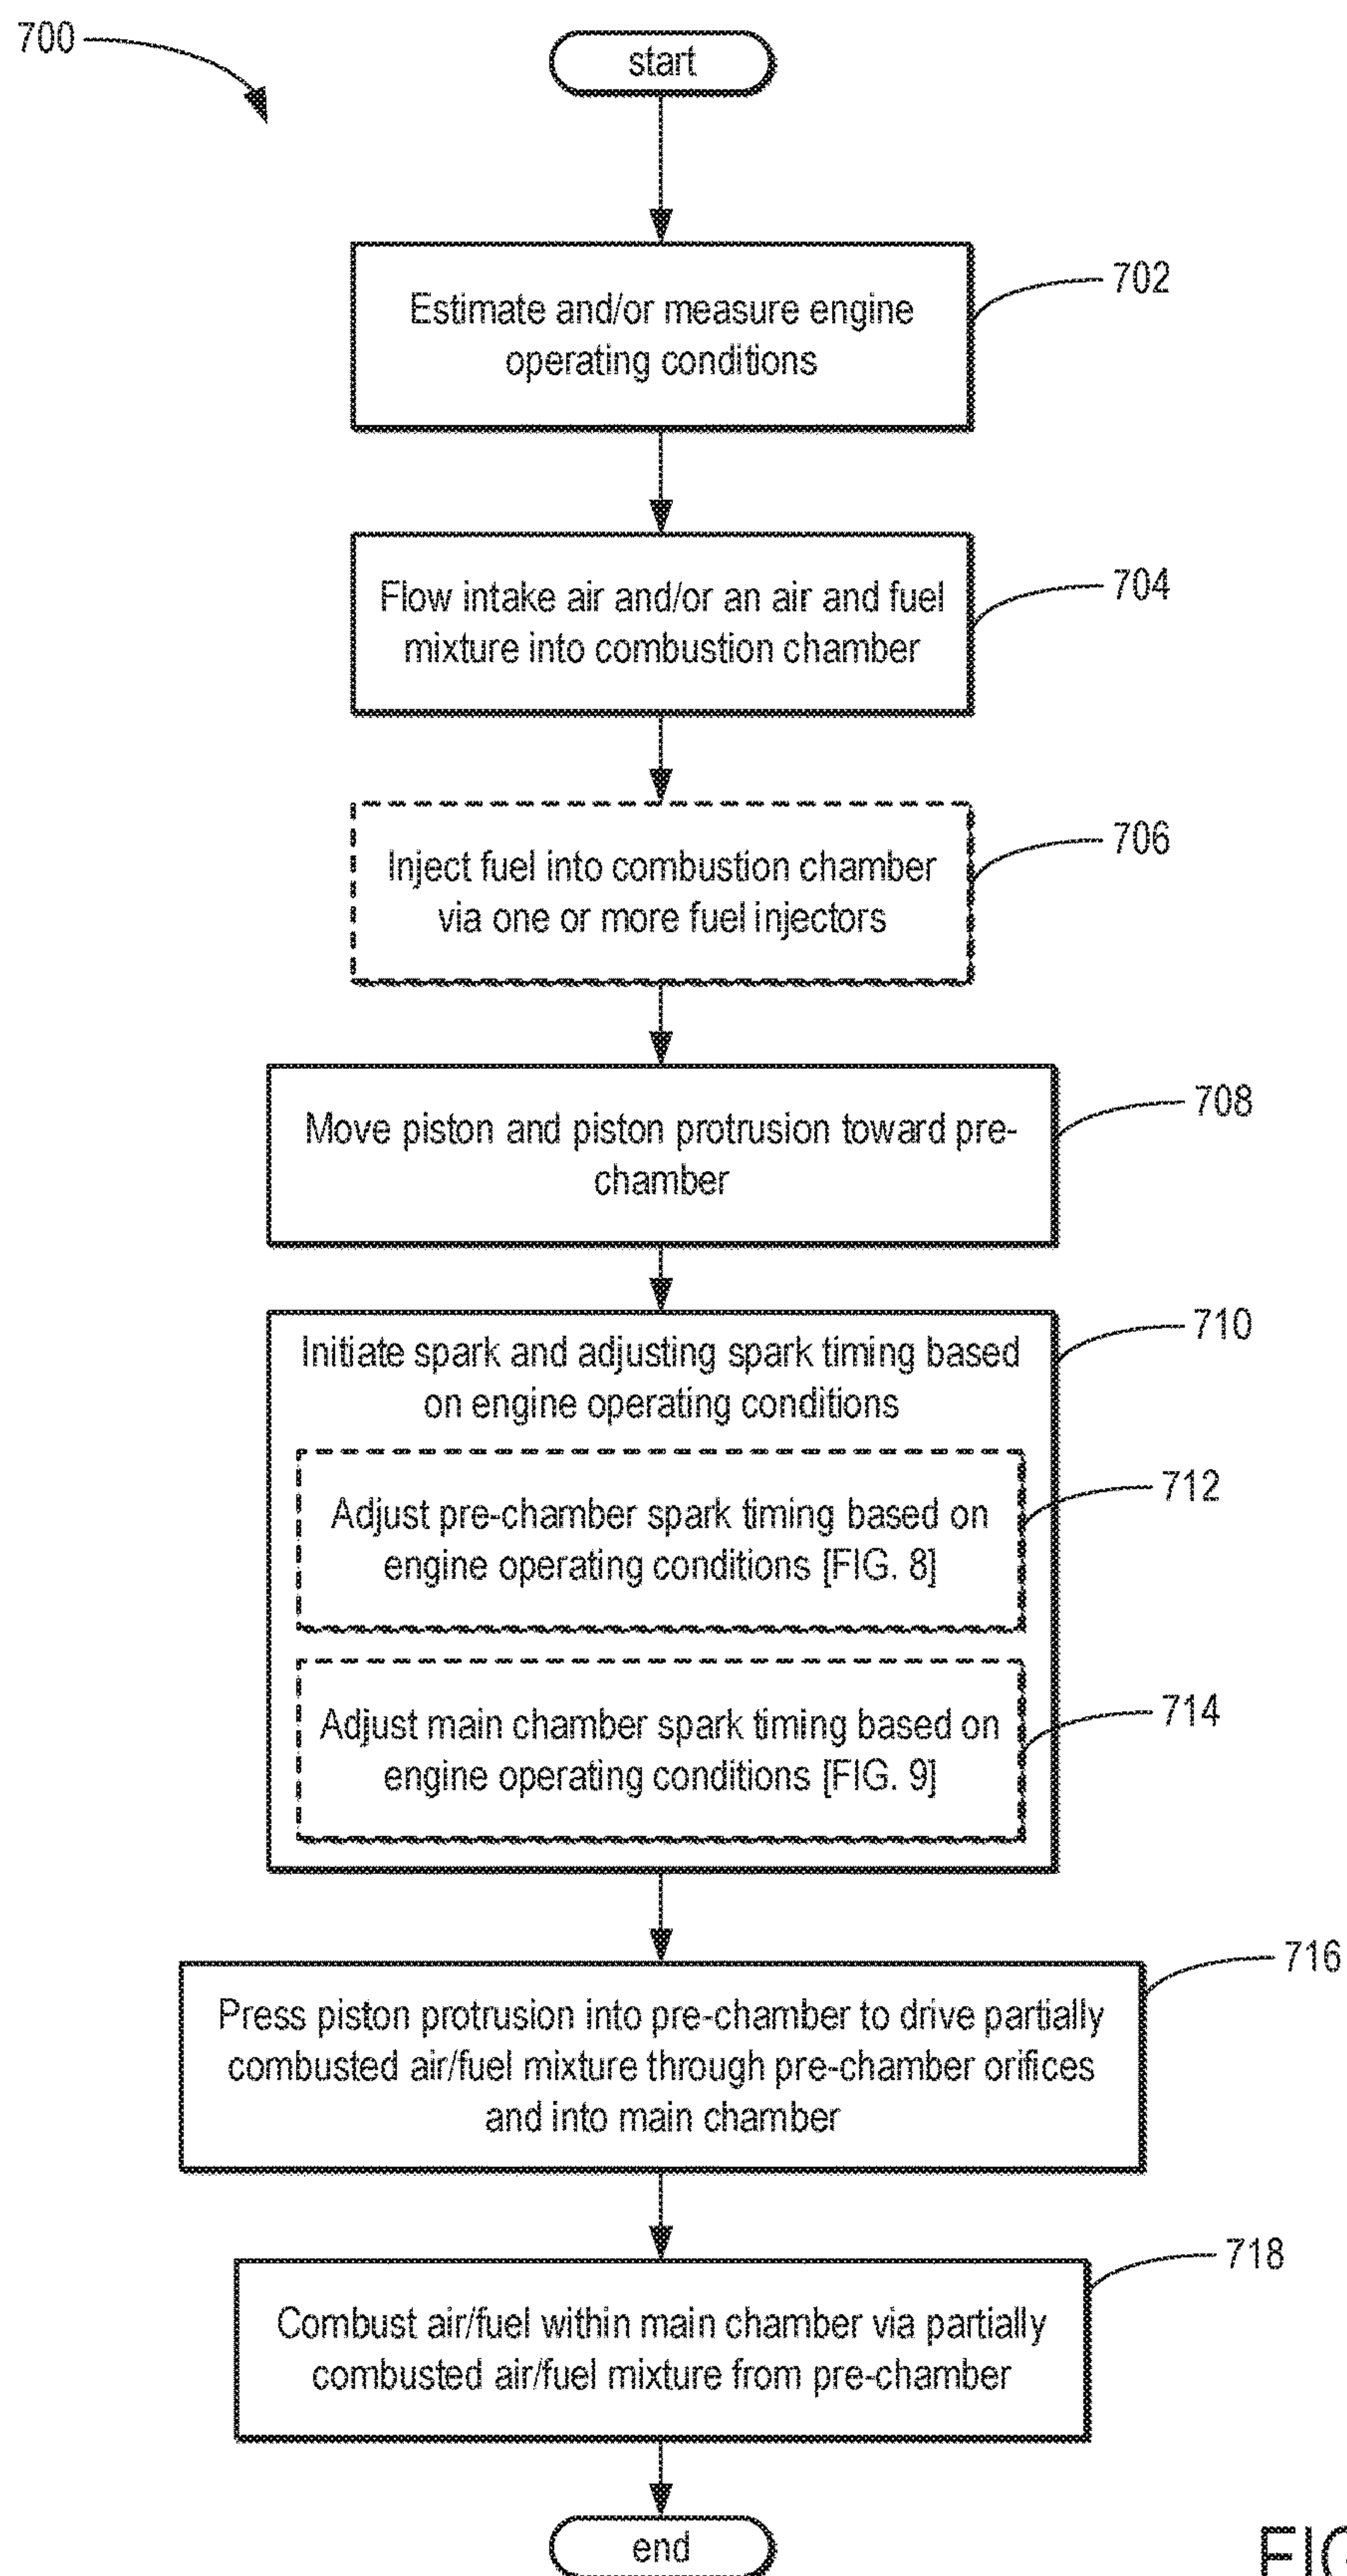 700
start
Estimate and/or measure engine
operating conditions
702
Flow intake air and/or an air and fuel
mixture into combustion chamber
704
Inject fuel into combustion chamber
via one or more fuel injectors
706
Move piston and piston protrusion toward pre-
chamber
708
Initiate spark and adjusting spark timing based
on engine operating conditions
710
Adjust pre-chamber spark timing based on
engine operating conditions [FIG. 8]
712
Adjust main chamber spark timing based on
engine operating conditions [FIG. 9]
714
Press piston protrusion into pre-chamber to drive partially
combusted air/fuel mixture through pre-chamber orifices
and into main chamber
716
Combust air/fuel within main chamber via partially
combusted air/fuel mixture from pre-chamber
718
end